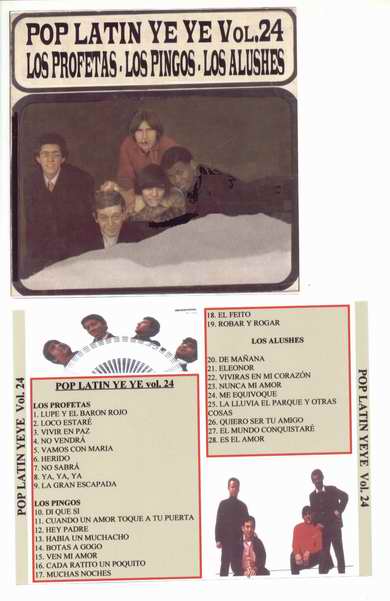 POP LATIN YE YE VOL.24
LOS PROFETAS - LOS PINGOS - LOS ALUSHES
POP LATIN YEYE Vol. 24
POP LATIN YE YE vol. 24
LOS PROFETAS
1. LUPE Y EL BARON ROJO
2. LOCO ESTARÉ
3. VIVIR EN PAZ
4. NO VENDRÁ
5. VAMOS CON MARIA
6. HERIDO
7. NO SABRÁ
8. YA, YA, YA
9. LA GRAN ESCAPADA
LOS PINGOS
10. DI QUE SI
11. CUANDO UN AMOR TOQUE A TU PUERTA
12. HEY PADRE
13. HABIA UN MUCHACHO
14. BOTAS A GOGO
15. VEN MI AMOR
16. CADA RATITO UN POQUITO
17. MUCHAS NOCHES
18. EL FEITO
19. ROBAR Y ROGAR
LOS ALUSHES
20. DE MAÑANA
21. ELEONOR
22. VIVIRAS EN MI CORAZÓN
23. NUNCA MI AMOR
24. ME EQUIVOQUE
25. LA LLUVIA EL PARQUE Y OTRAS
COSAS
26. QUIERO SER TU AMIGO
27. EL MUNDO CONQUISTARÉ
28. ES EL AMOR
POP LATIN YEYE Vol. 24